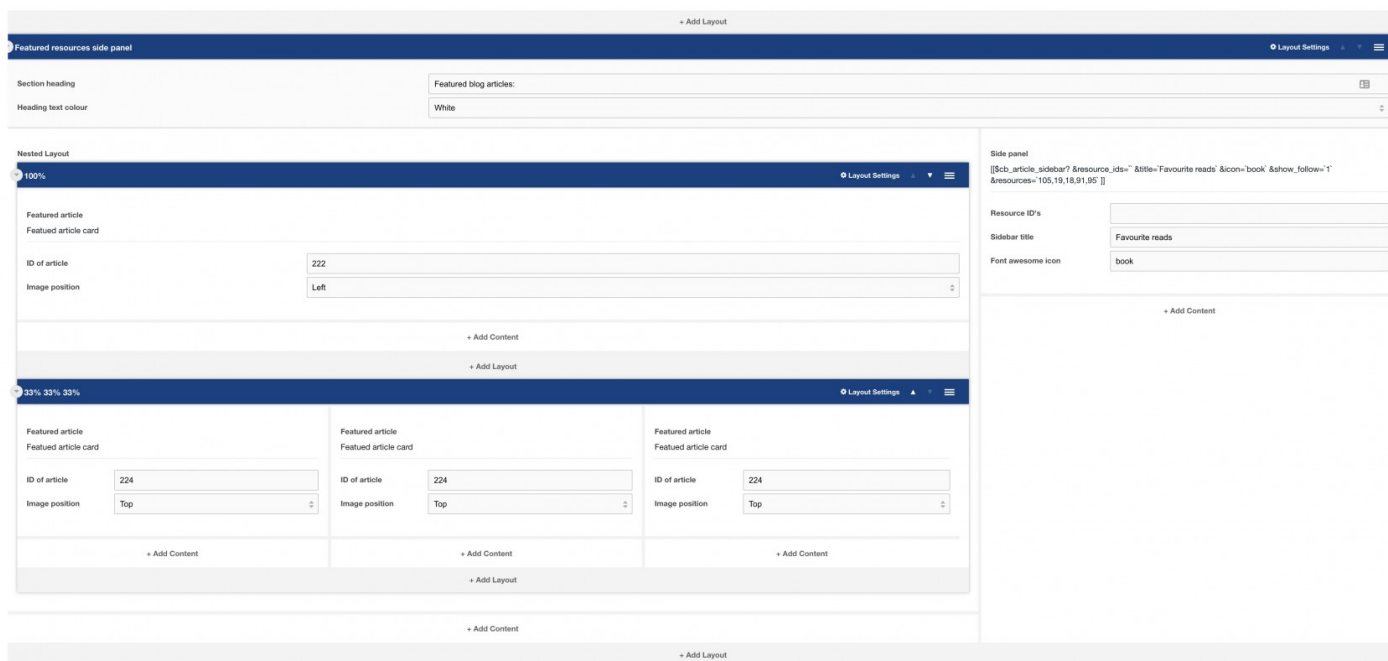 + Add Layout
Featured resources side panel
Layout Settings
Section heading
Featured blog articles:
Heading text colour
White
Nested Layout
100%
Layout Settings
Featured article
Featued article card
ID of article
222
Image position
Left
+ Add Content
+ Add Layout
33% 33% 33%
Layout Settings
Featured article
Featued article card
ID of article
224
Image position
Top
+ Add Content
Featured article
Featued article card
ID of article
224
Image position
Top
+ Add Content
Featured article
Featued article card
ID of article
224
Image position
Top
+ Add Content
+ Add Layout
+ Add Content
Side panel
[[$cb_article_sidebar? &resource_ids=`` &title=`Favourite reads` &icon=`book` &show_follow=`1`
&resources=`105,19,18,91,95` ]]
Resource ID's
Sidebar title
Favourite reads
Font awesome icon
book
+ Add Content
+ Add Layout